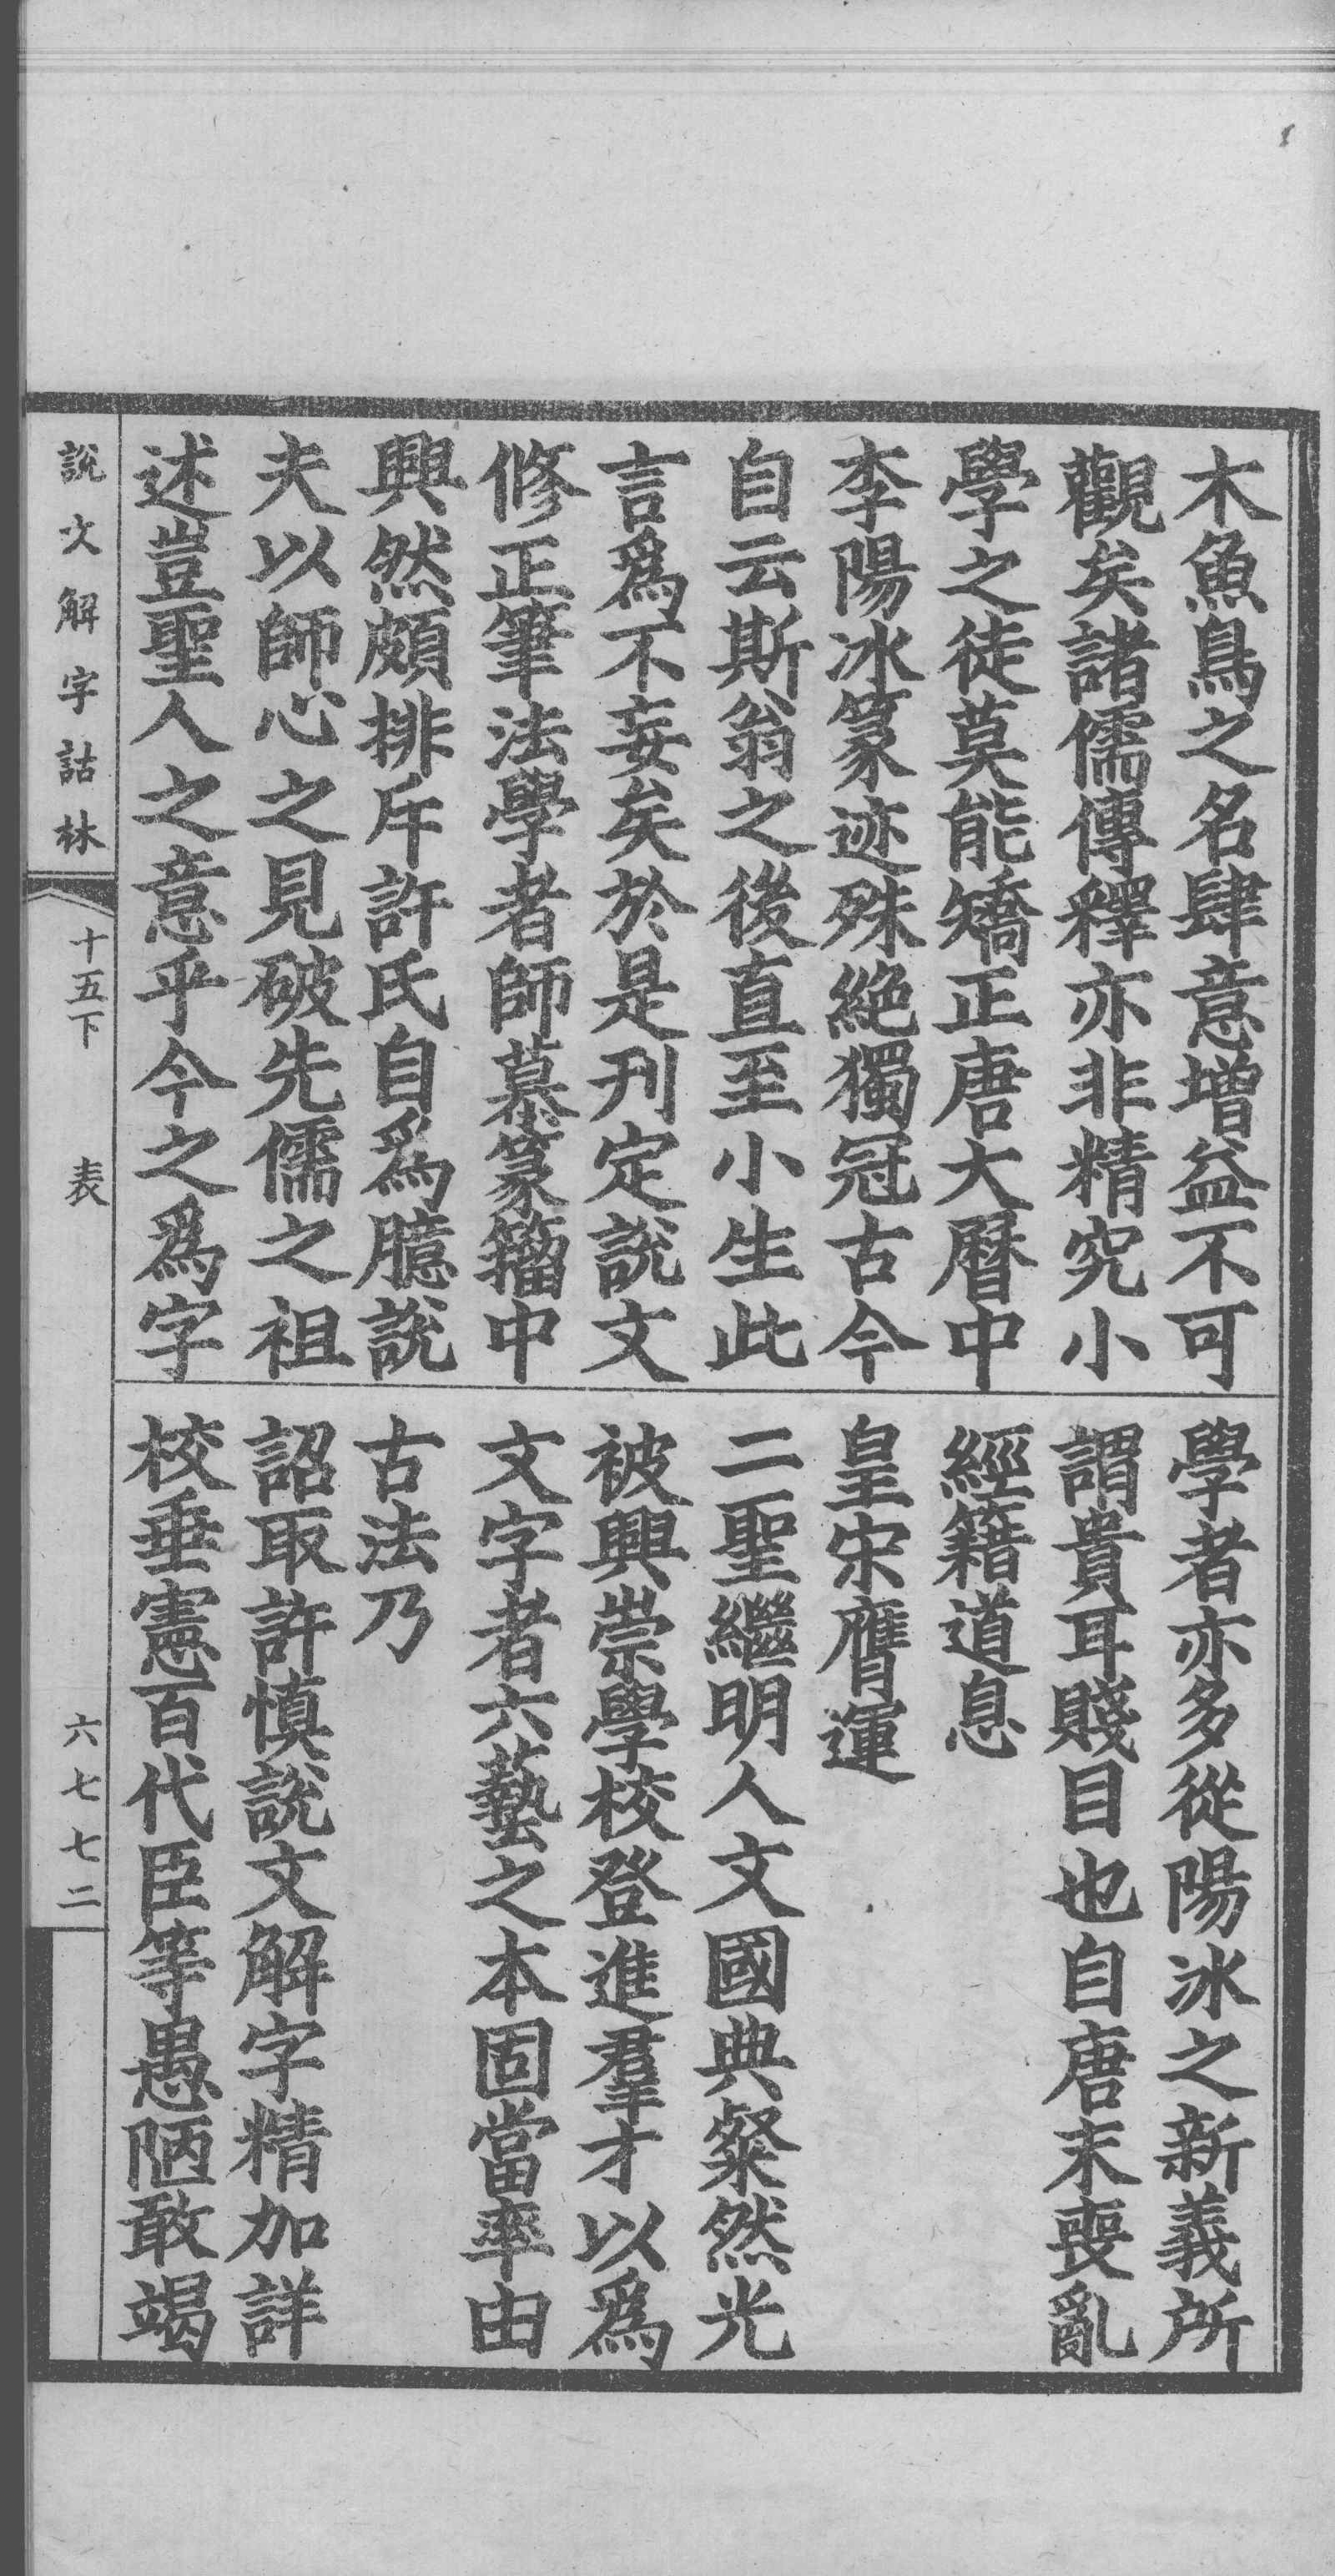 木魚鳥之名肆意增益不可
觀矣諸儒傳釋亦非精究小
學之徒莫能矯正唐大曆中
李陽冰篆迹殊絕獨冠古今
自云斯翁之後直至小生此
言爲不妄矣於是刊定說文
修正筆法學者師慕篆籀中
興然頗排斥許氏自爲臆說
夫以師心之見破先儒之祖
述豈聖人之意乎今之爲字
學者亦多從陽冰之新義所
謂貴耳賤目也自唐末喪亂
經籍道息
皇宋膺運
二聖繼明人文國典粲然光
被興崇學校登進羣才以爲
文字者六藝之本固當率由
古法乃
詔取許慎說文解字精加詳
校垂憲百代臣等愚陋敢竭
說文解字詁林
十五下
表
六七七二